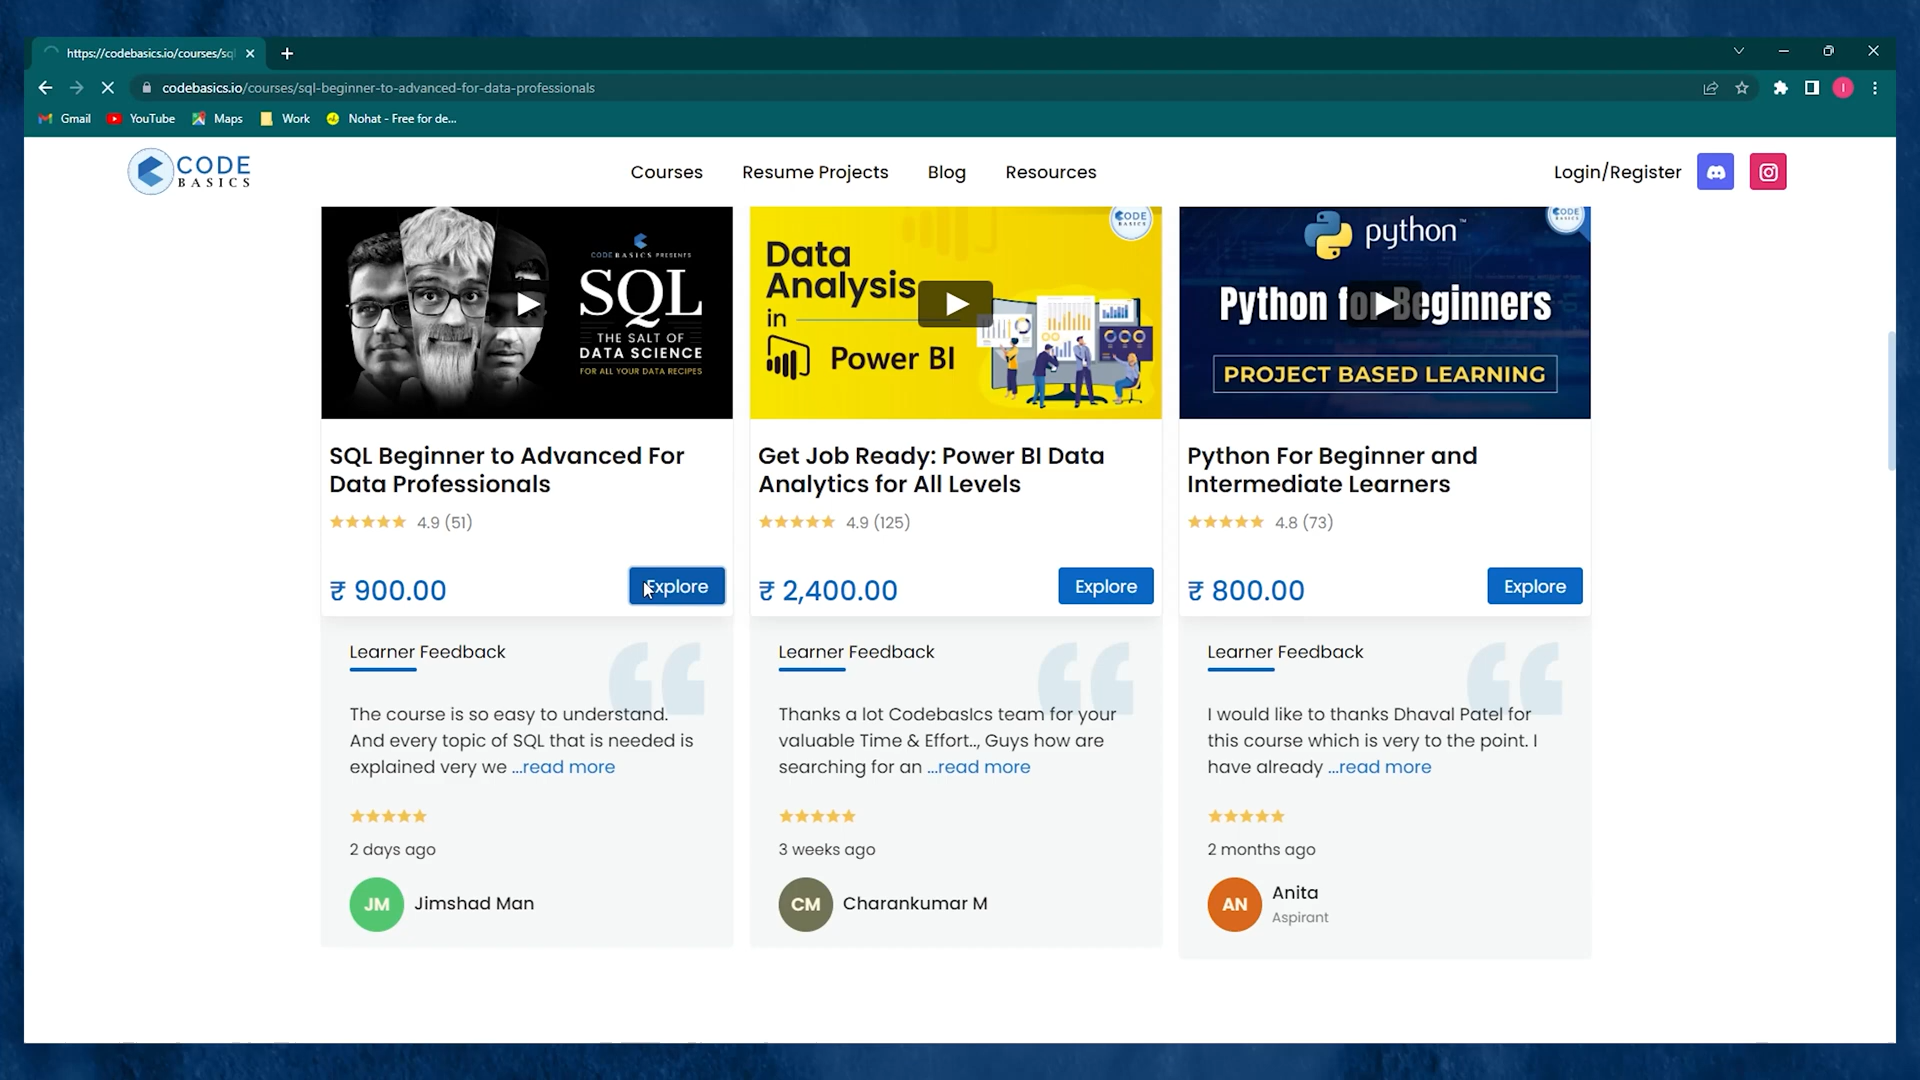 https://codebasics.io/courses/sq
codebasics.io/courses/sql-beginner-to-advanced-for-data-professionals
I
Gmail
YouTube
Maps
Work
Nohat - Free for de...
CODE
BASICS
Courses
Resume Projects
Blog
Resources
Login/Register
CODEBASICS PRESENTS
SQL
THE SALT OF
DATA SCIENCE
FOR ALL YOUR DATA RECIPES
CODE
BASICS
Data
Analysis
in
Power BI
CODE
BASICS
python™
Python for Beginners
PROJECT BASED LEARNING
SQL Beginner to Advanced For
Data Professionals
4.9 (51)
₹ 900.00
Explore
Get Job Ready: Power BI Data
Analytics for All Levels
4.9 (125)
₹ 2,400.00
Explore
Python For Beginner and
Intermediate Learners
4.8 (73)
₹ 800.00
Explore
Learner Feedback
The course is so easy to understand.
And every topic of SQL that is needed is
explained very we ...read more
2 days ago
JM
Jimshad Man
Learner Feedback
Thanks a lot CodebasIcs team for your
valuable Time & Effort.., Guys how are
searching for an ...read more
3 weeks ago
CM
Charankumar M
Learner Feedback
I would like to thanks Dhaval Patel for
this course which is very to the point. I
have already ...read more
2 months ago
AN
Anita
Aspirant